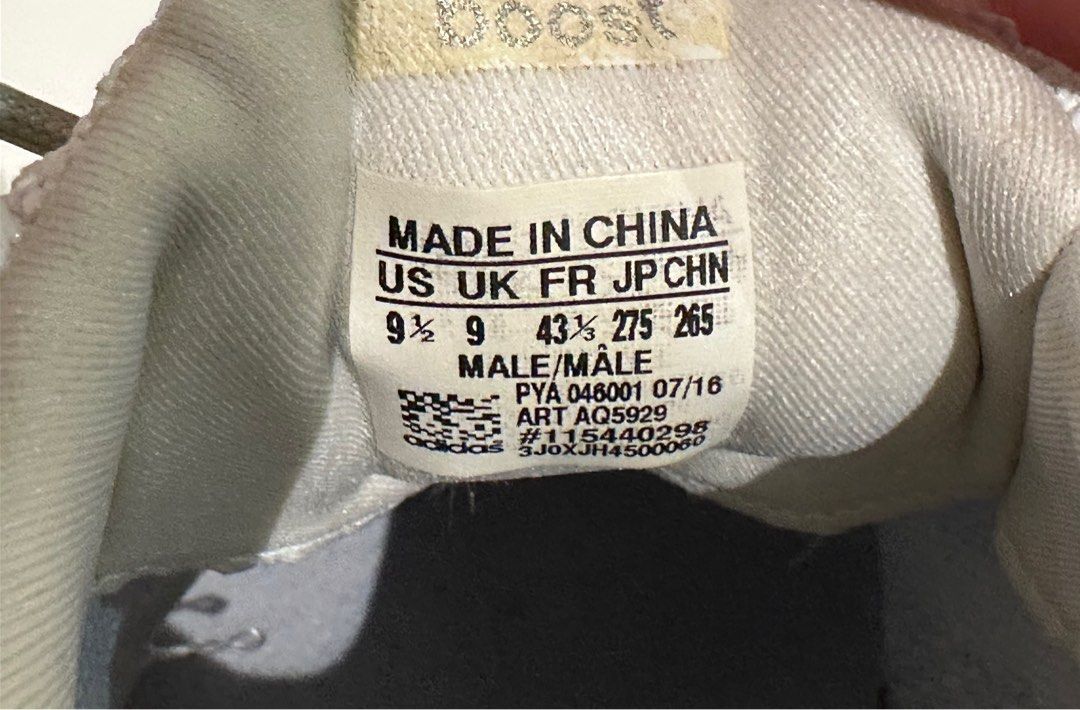 boost
MADE IN CHINA
US UK FR JP CHN
9½ 9 43⅓ 275 265
MALE/MÂLE
PYA 046001 07/16
ART AQ5929
#115440298
3J0XJH4500060
adidas